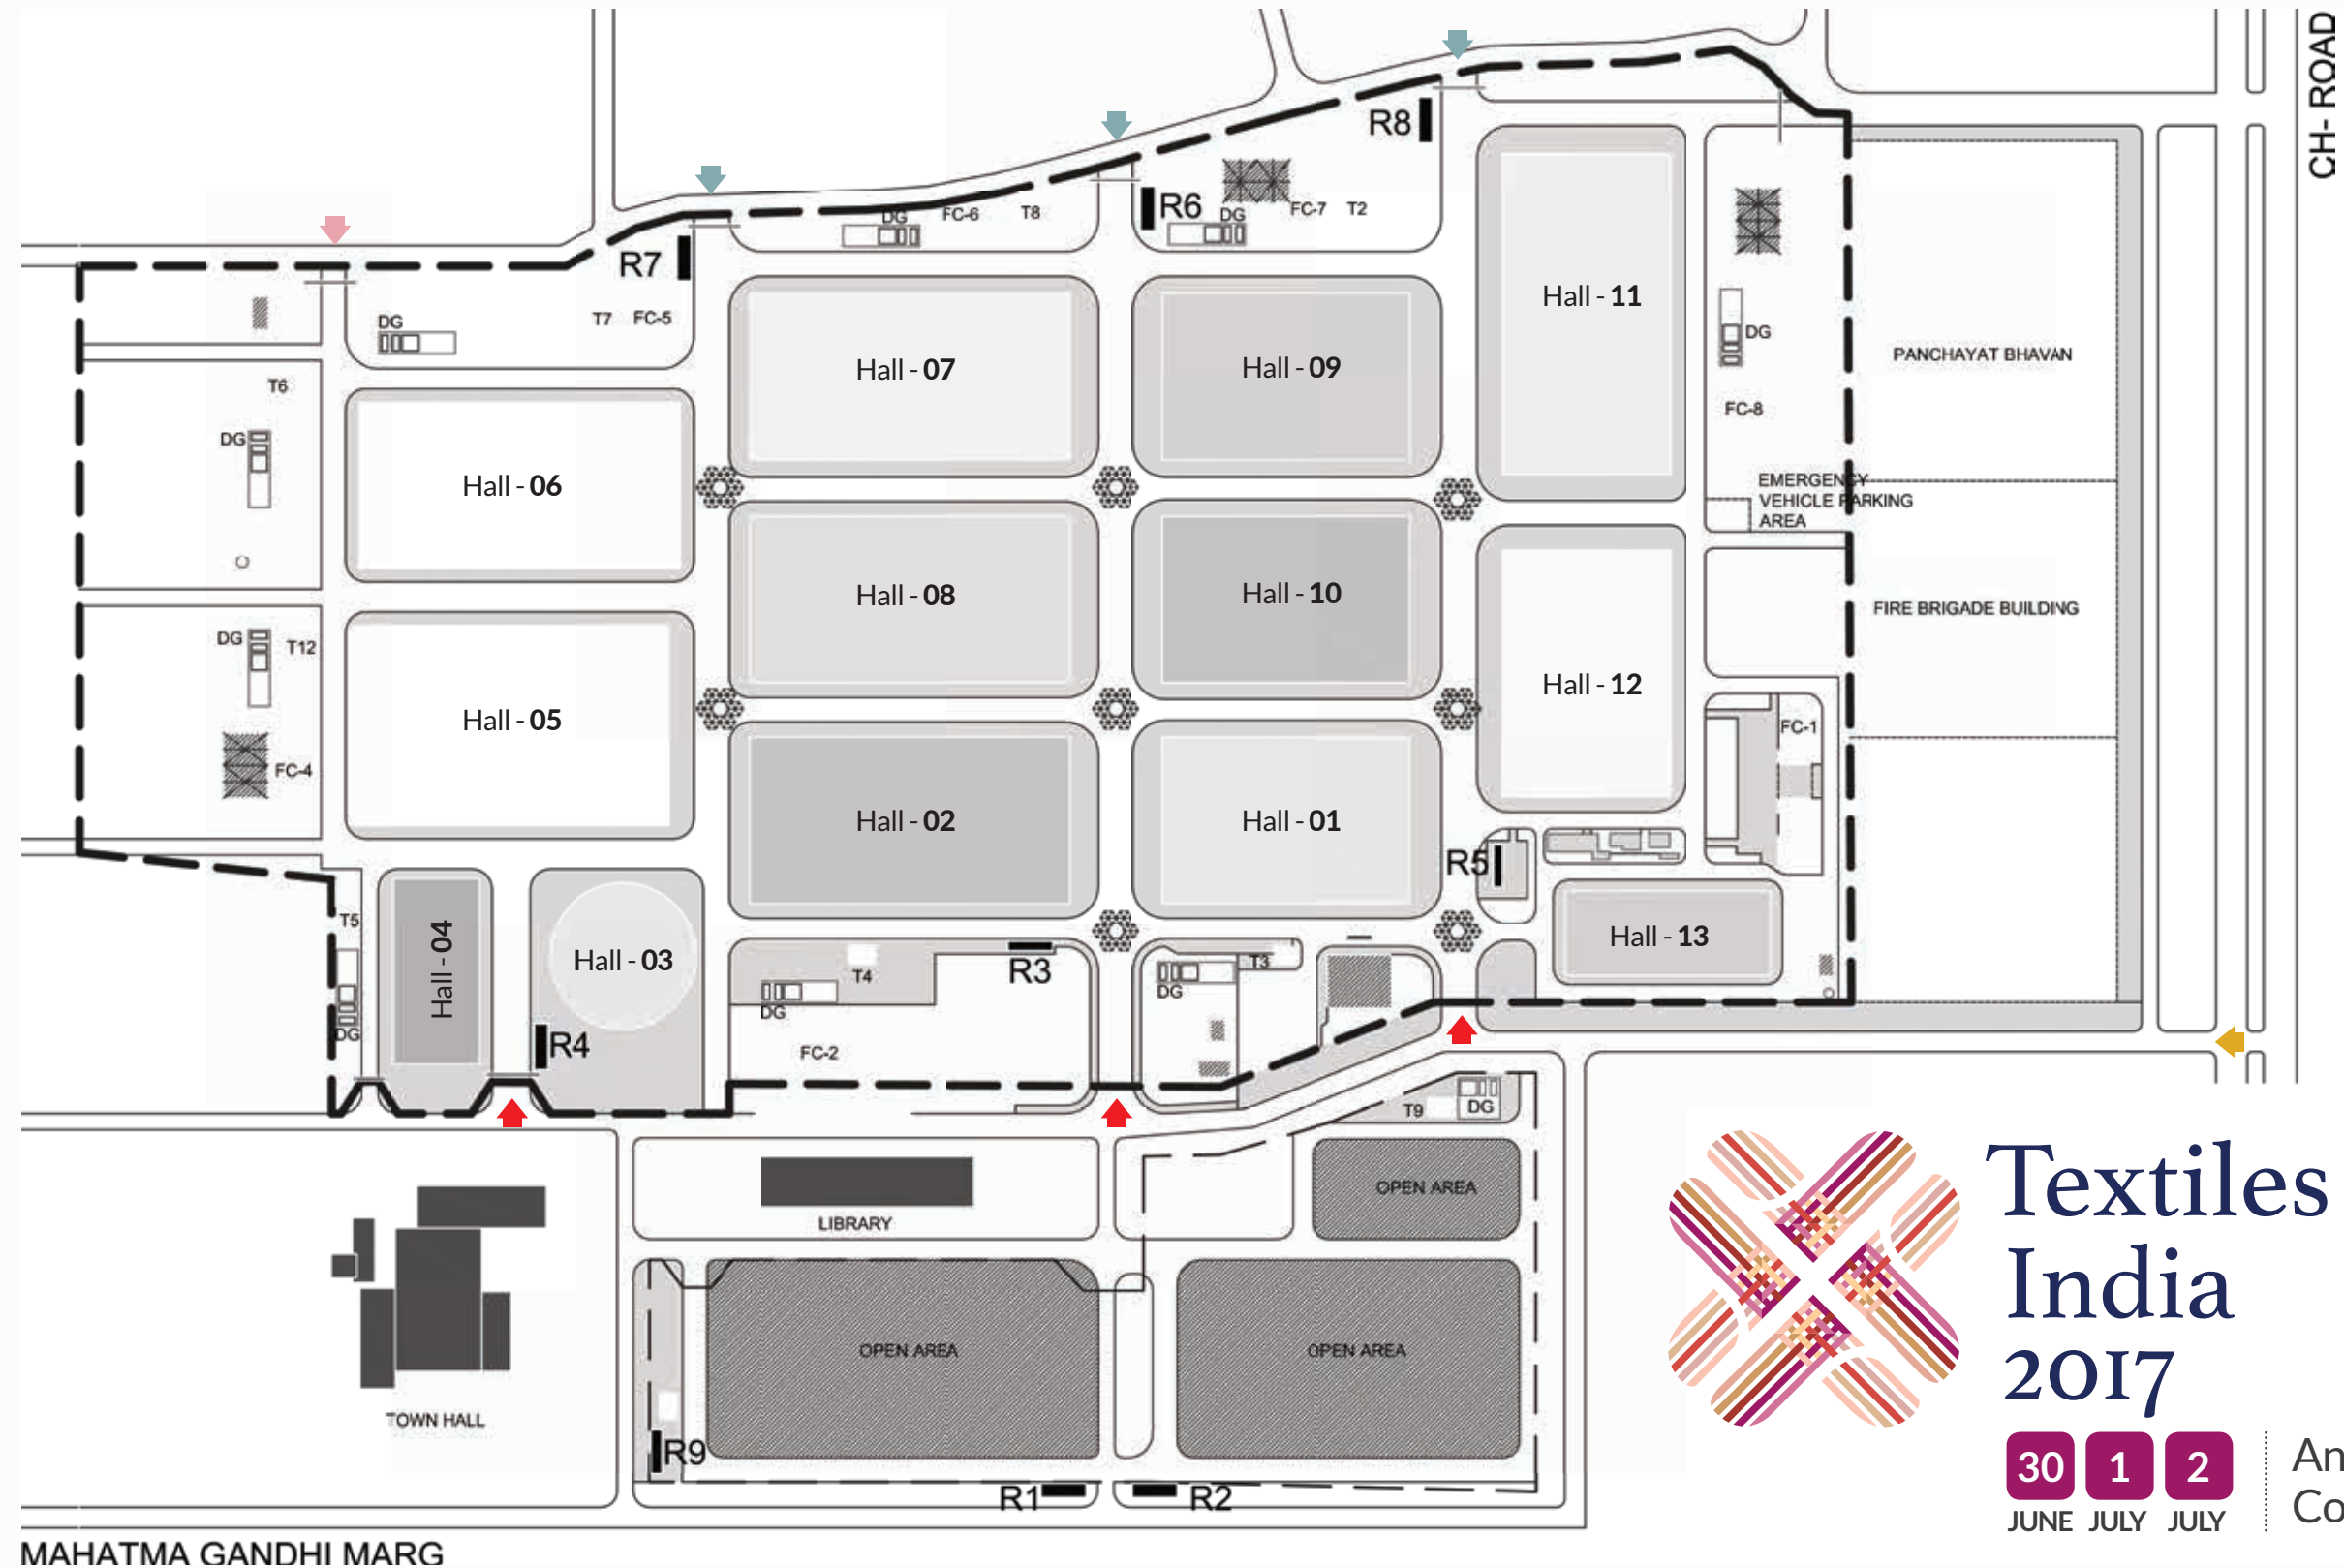 CH- ROAD
R8
R6
DG
FC-7
T2
DG
FC-6
T8
R7
T7
FC-5
DG
Hall - 11
DG
FC-8
PANCHAYAT BHAVAN
Hall - 07
Hall - 09
T6
DG
Hall - 06
EMERGENCY
VEHICLE PARKING
AREA
Hall - 08
Hall - 10
FIRE BRIGADE BUILDING
DG
T12
Hall - 05
Hall - 12
FC-1
FC-4
Hall - 02
Hall - 01
R5
T5
DG
Hall - 04
Hall - 03
R4
T4
DG
R3
FC-2
T3
DG
Hall - 13
T9
DG
OPEN AREA
LIBRARY
OPEN AREA
OPEN AREA
TOWN HALL
R9
R1
R2
MAHATMA GANDHI MARG
Textiles
India
2017
30 1 2
JUNE JULY JULY
An
Co